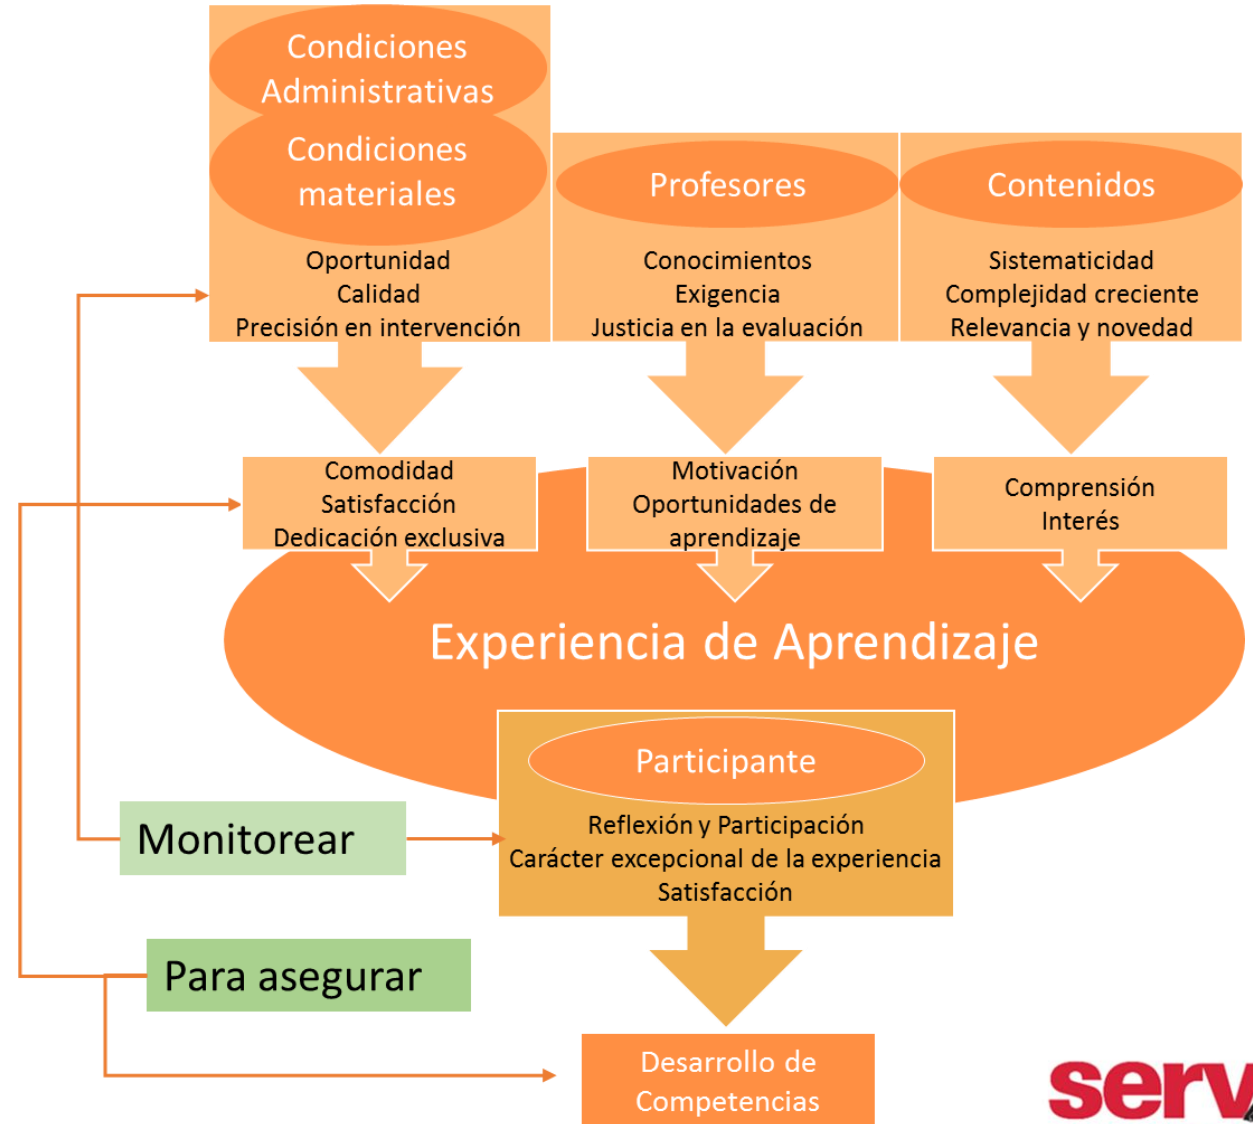 Condiciones
Administrativas
Condiciones
materiales
Oportunidad
Calidad
Precisión en intervención
Profesores
Conocimientos
Exigencia
Justicia en la evaluación
Contenidos
Sistematicidad
Complejidad creciente
Relevancia y novedad
Comodidad
Satisfacción
Dedicación exclusiva
Motivación
Oportunidades de
aprendizaje
Comprensión
Interés
Experiencia de Aprendizaje
Participante
Reflexión y Participación
Carácter excepcional de la experiencia
Satisfacción
Monitorear
Para asegurar
Desarrollo de
Competencias